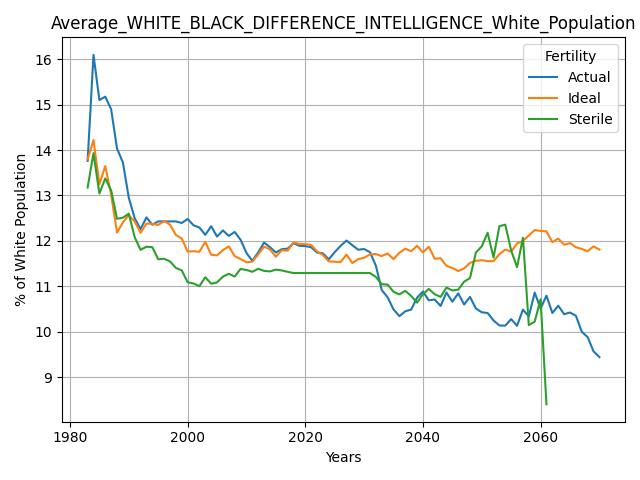 Average_WHITE_BLACK_DIFFERENCE_INTELLIGENCE_White_Population
Fertility
Actual
Ideal
Sterile
% of White Population
16
15
14
13
12
11
10
9
1980
2000
2020
2040
2060
Years